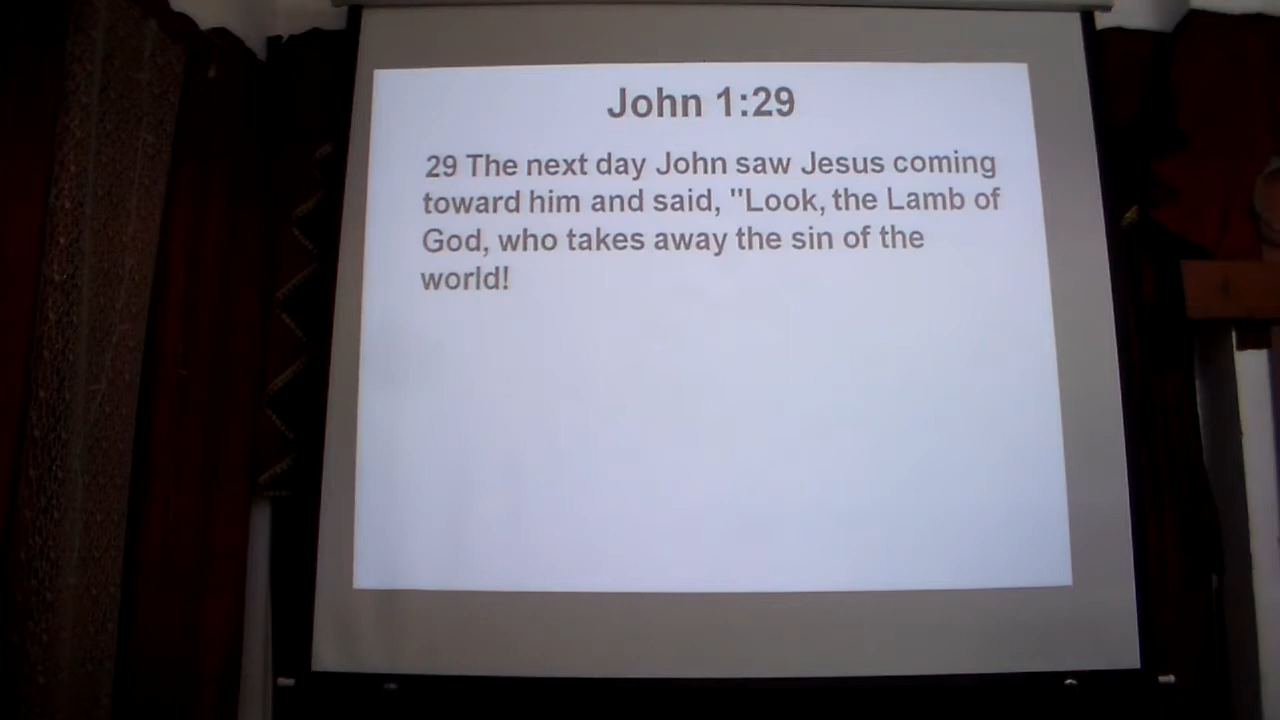 John 1:29
29 The next day John saw Jesus coming
toward him and said, "Look, the Lamb of
God, who takes away the sin of the
world!